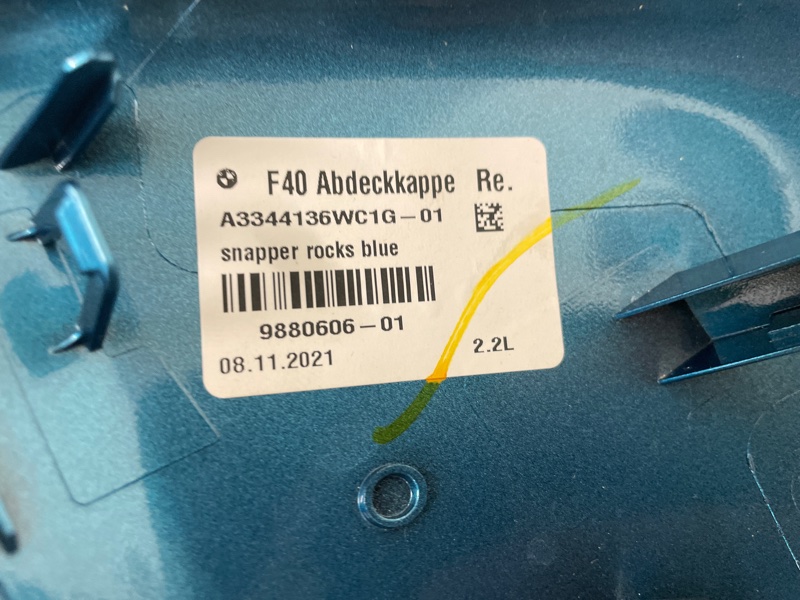 F40 Abdeckkappe Re.
A3344136WC1G-01
snapper rocks blue
9880606-01
08.11.2021 2.2L